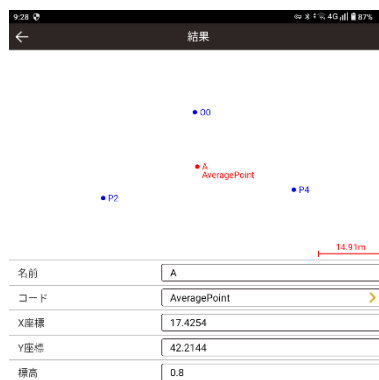 9:28 4G 87%
結果
O0
A
AveragePoint
P2
P4
14.91m
名前 A
コード AveragePoint
X座標 17.4254
Y座標 42.2144
標高 0.8